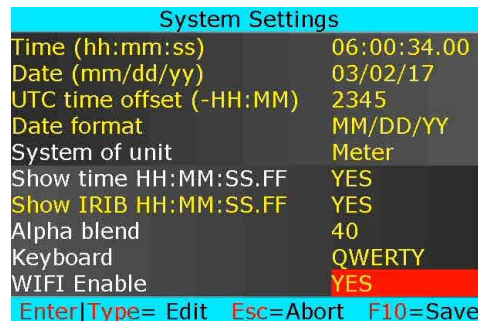 System Settings
Time (hh:mm:ss) 06:00:34.00
Date (mm/dd/yy) 03/02/17
UTC time offset (-HH:MM) 2345
Date format MM/DD/YY
System of unit Meter
Show time HH:MM:SS.FF YES
Show IRIB HH:MM:SS.FF YES
Alpha blend 40
Keyboard QWERTY
WIFI Enable YES
Enter|Type= Edit Esc=Abort F10=Save